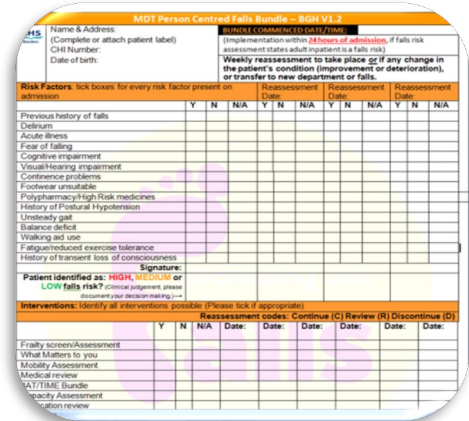 MDT Person Centred Falls Bundle – BGH V1.2
HS
Borders
Name & Address:
(Complete or attach patient label)
CHI Number:
Date of birth:
BUNDLE COMMENCED DATE/TIME:
(Implementation within 24 hours of admission, if falls risk
assessment states adult inpatient is a falls risk)
Weekly reassessment to take place or if any change in
the patient's condition (improvement or deterioration),
or transfer to new department or falls.
Risk Factors: tick boxes for every risk factor present on
admission
Reassessment Date:
Reassessment Date:
Reassessment Date:
Y N N/A Y N N/A Y N N/A Y N N/A
Previous history of falls
Delirium
Acute illness
Fear of falling
Cognitive impairment
Visual/Hearing impairment
Continence problems
Footwear unsuitable
Polypharmacy/High Risk medicines
History of Postural Hypotension
Unsteady gait
Balance deficit
Walking aid use
Fatigue/reduced exercise tolerance
History of transient loss of consciousness
Signature:
Patient identified as: HIGH, MEDIUM or
LOW falls risk? (Clinical judgement, please
document your decision making.)
Interventions: Identify all interventions possible (Please tick if appropriate)
Reassessment codes: Continue (C) Review (R) Discontinue (D)
Y N N/A Date: Date: Date: Date: Date: Date:
Frailty screen/Assessment
What Matters to you
Mobility Assessment
Medical review
4AT/TIME Bundle
Capacity Assessment
falls